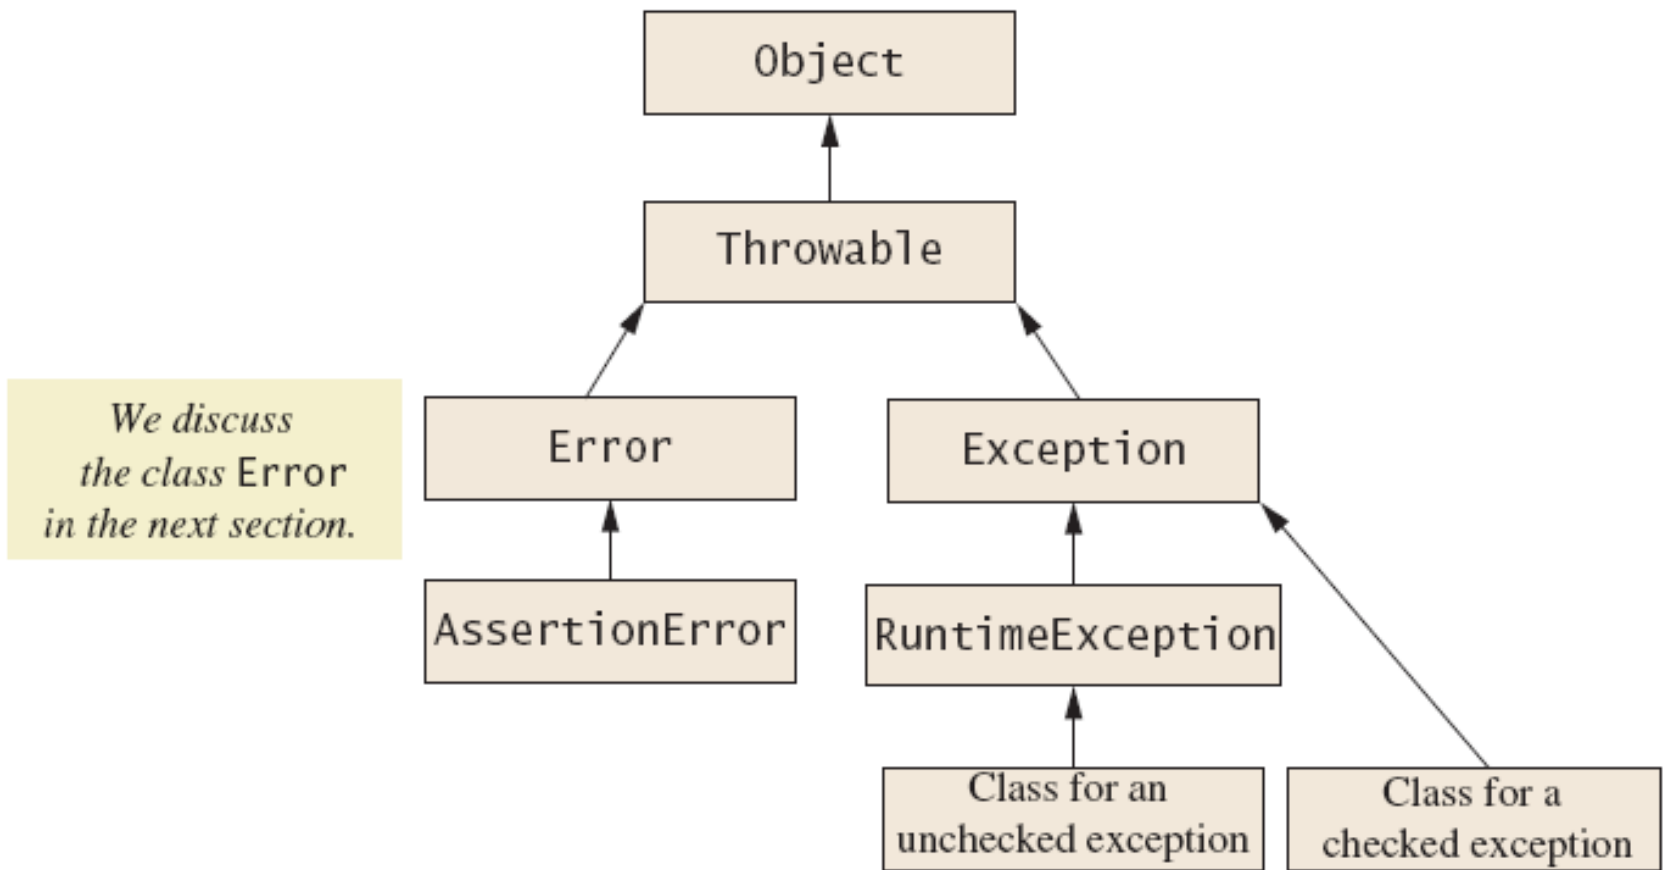 Object
Throwable
We discuss
the class Error
in the next section.
Error
Exception
AssertionError
RuntimeException
Class for an
unchecked exception
Class for a
checked exception